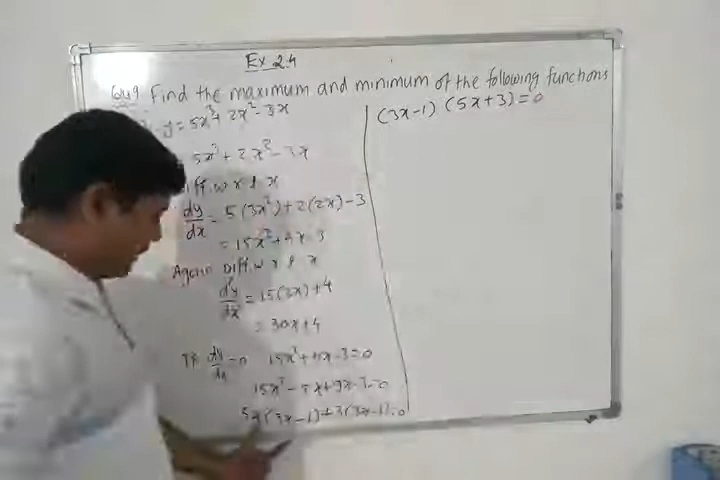 Ex 2.4
Find the maximum and minimum of the following functions
y = 5x³ + 2x² - 3x
5x³ + 2x² - 3x
Diff. w r t x
dy/dx = 5(3x²) + 2(2x) - 3
= 15x² + 4x - 3
Again Diff. w r t x
d²y/dx² = 15(2x) + 4
= 30x + 4
If dy/dx = 0 15x² + 4x - 3 = 0
15x² - 5x + 9x - 3 = 0
5x(3x - 1) + 3(3x - 1) = 0
(3x - 1) (5x + 3) = 0